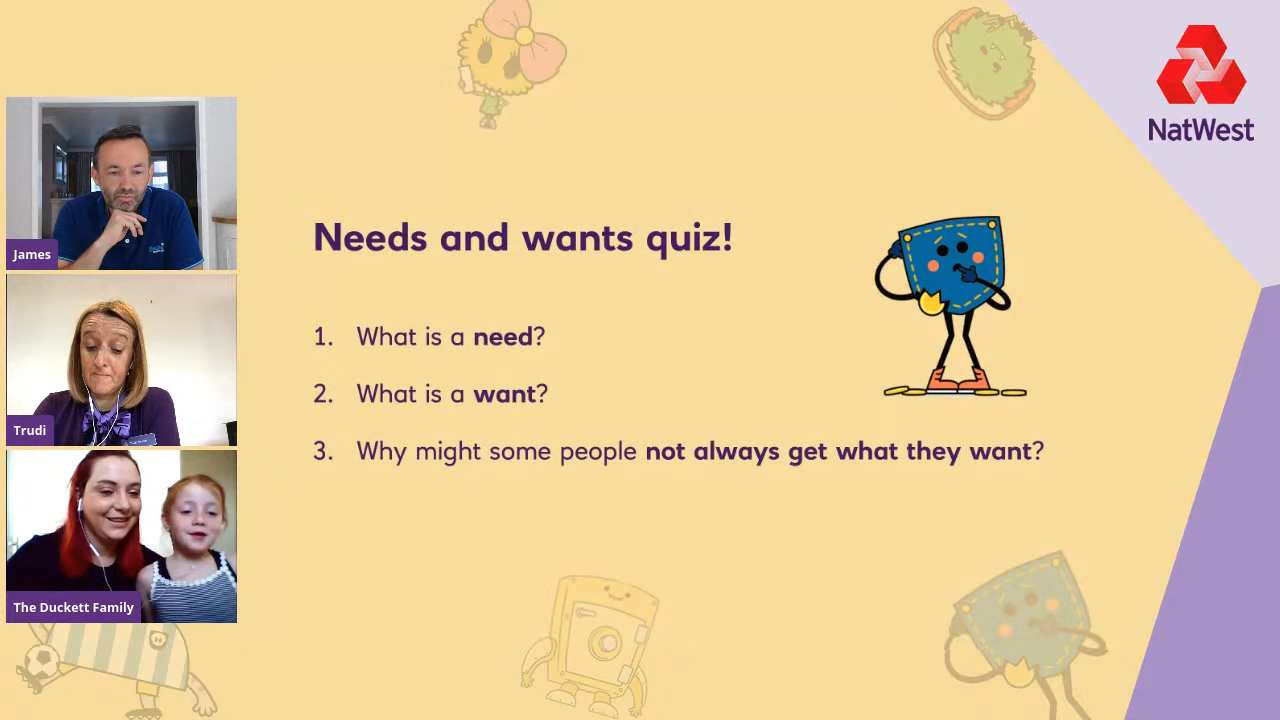 NatWest
James
Needs and wants quiz!
1. What is a need?
Trudi
2. What is a want?
3. Why might some people not always get what they want?
The Duckett Family